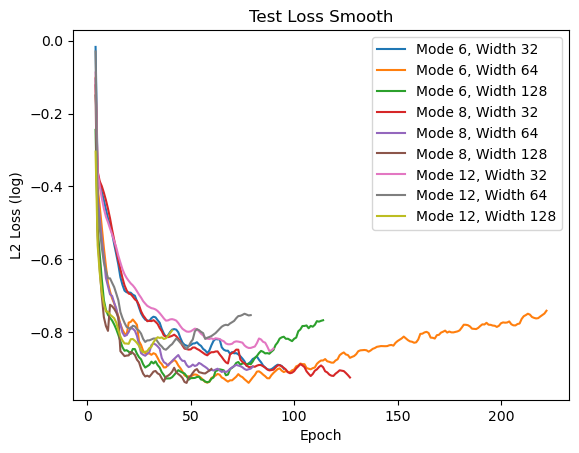 Test Loss Smooth
0.0
−0.2
−0.4
−0.6
−0.8
L2 Loss (log)
Mode 6, Width 32
Mode 6, Width 64
Mode 6, Width 128
Mode 8, Width 32
Mode 8, Width 64
Mode 8, Width 128
Mode 12, Width 32
Mode 12, Width 64
Mode 12, Width 128
0 50 100 150 200
Epoch